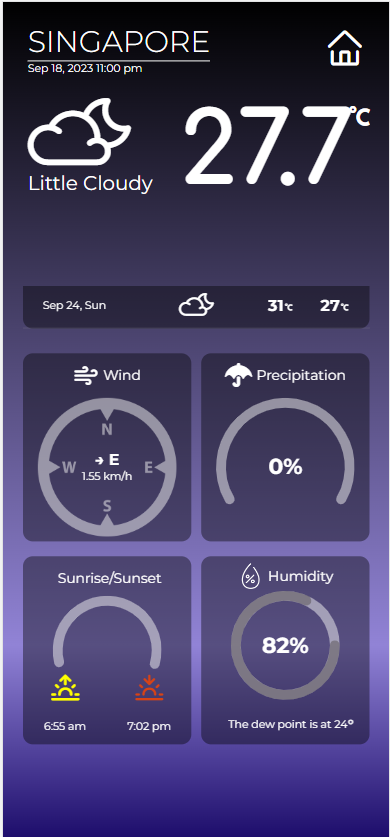 SINGAPORE
Sep 18, 2023 11:00 pm
27.7°C
Little Cloudy
Sep 24, Sun 31°C 27°C
Wind
N
W → E E
1.55 km/h
S
Precipitation
0%
Sunrise/Sunset
6:55 am 7:02 pm
% Humidity
82%
The dew point is at 24°